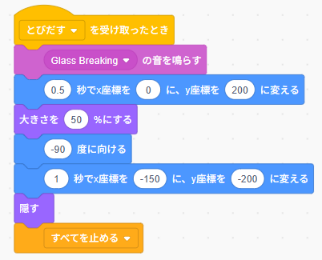 とびだす を受け取ったとき
Glass Breaking の音を鳴らす
0.5 秒でx座標を 0 に、y座標を 200 に変える
大きさを 50 %にする
-90 度に向ける
1 秒でx座標を -150 に、y座標を -200 に変える
隠す
すべてを止める